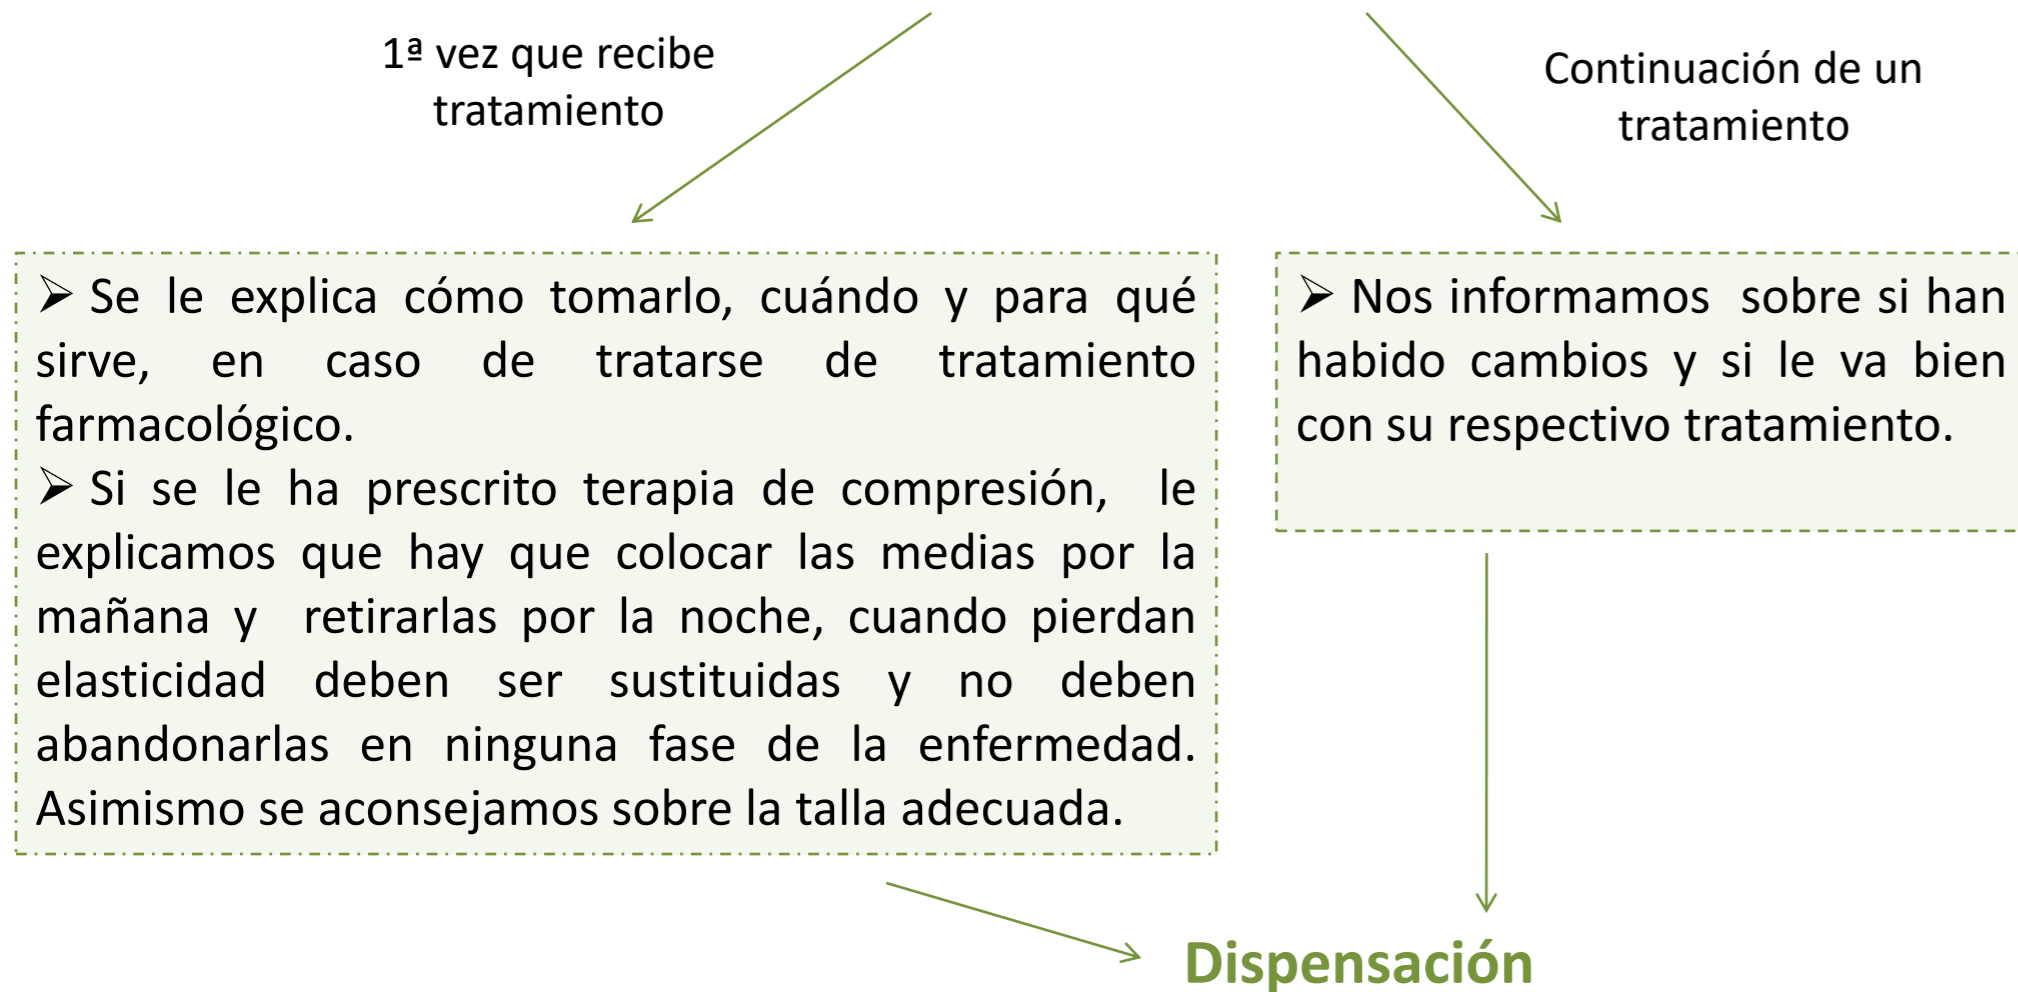 1ª vez que recibe
tratamiento
Continuación de un
tratamiento
➢ Se le explica cómo tomarlo, cuándo y para qué
sirve, en caso de tratarse de tratamiento
farmacológico.
➢ Si se le ha prescrito terapia de compresión, le
explicamos que hay que colocar las medias por la
mañana y retirarlas por la noche, cuando pierdan
elasticidad deben ser sustituidas y no deben
abandonarlas en ninguna fase de la enfermedad.
Asimismo se aconsejamos sobre la talla adecuada.
➢ Nos informamos sobre si han
habido cambios y si le va bien
con su respectivo tratamiento.
Dispensación